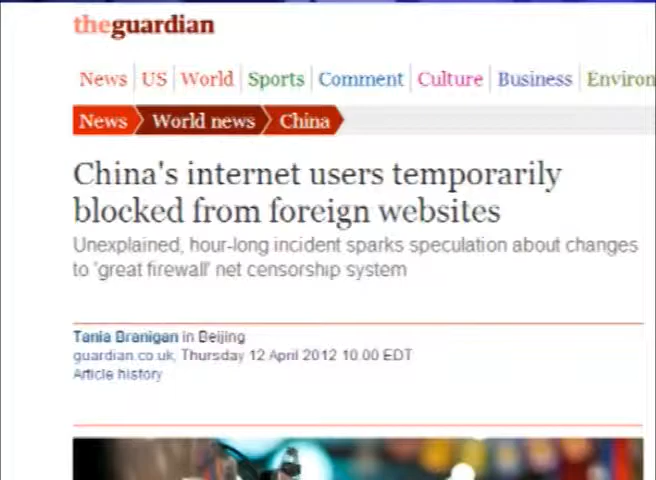 theguardian
News US World Sports Comment Culture Business Environ
News World news China
China's internet users temporarily
blocked from foreign websites
Unexplained, hour-long incident sparks speculation about changes
to 'great firewall' net censorship system
Tania Branigan in Beijing
guardian.co.uk, Thursday 12 April 2012 10.00 EDT
Article history